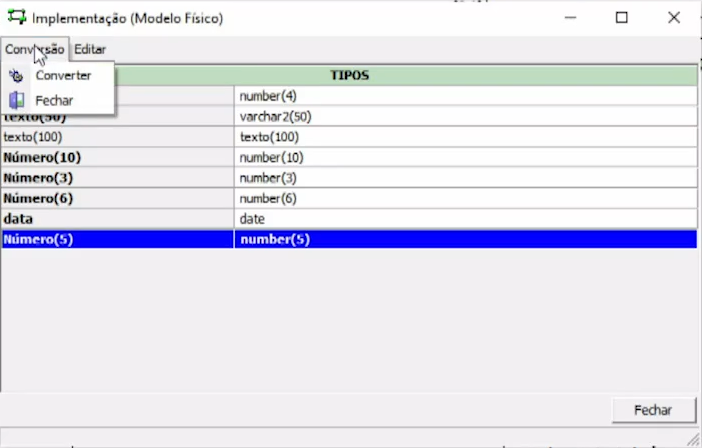 Implementação (Modelo Físico)
Conversão Editar
Converter
Fechar
TIPOS
number(4)
texto(50) varchar2(50)
texto(100) texto(100)
Número(10) number(10)
Número(3) number(3)
Número(6) number(6)
data date
Número(5) number(5)
Fechar